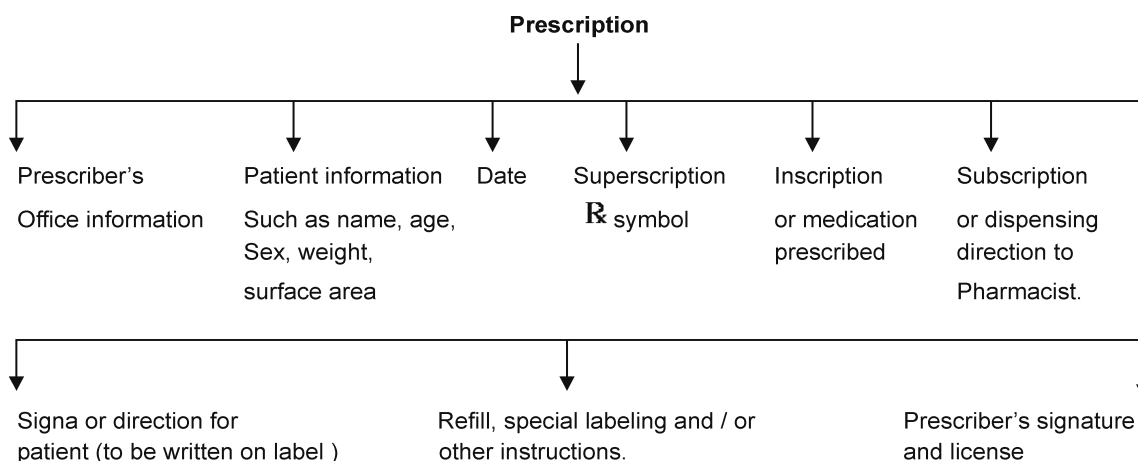 Prescription
Prescriber's
Office information
Patient information
Such as name, age,
Sex, weight,
surface area
Date
Superscription
℞ symbol
Inscription
or medication
prescribed
Subscription
or dispensing
direction to
Pharmacist.
Signa or direction for
patient (to be written on label )
Refill, special labeling and / or
other instructions.
Prescriber's signature
and license